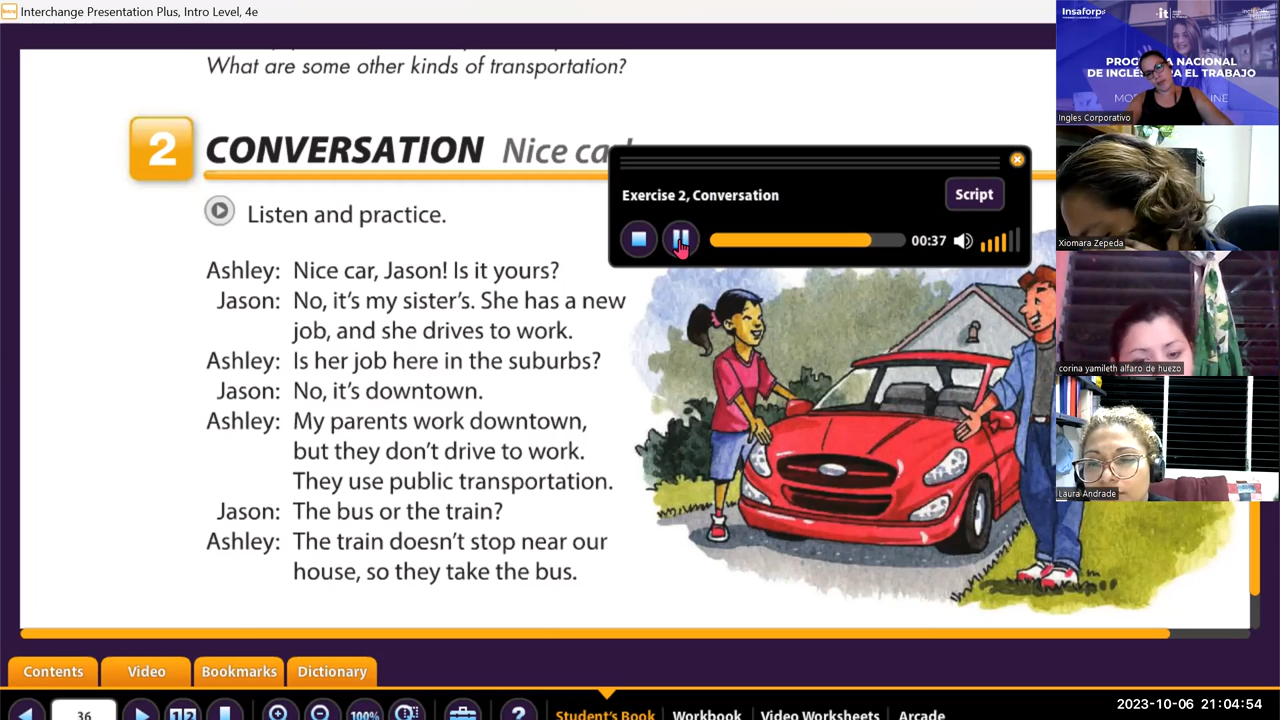 Interchange Presentation Plus, Intro Level, 4e
What are some other kinds of transportation?
2 CONVERSATION Nice car!
Listen and practice.
Ashley: Nice car, Jason! Is it yours?
Jason: No, it's my sister's. She has a new
job, and she drives to work.
Ashley: Is her job here in the suburbs?
Jason: No, it's downtown.
Ashley: My parents work downtown,
but they don't drive to work.
They use public transportation.
Jason: The bus or the train?
Ashley: The train doesn't stop near our
house, so they take the bus.
Exercise 2, Conversation
Script
00:37
Insaforp
it
NACIONAL
DE INGLÉS PARA EL TRABAJO
Ingles Corporativo
Xiomara Zepeda
corina yamileth alfaro de huezo
Laura Andrade
Contents
Video
Bookmarks
Dictionary
36
100%
Student's Book
Workbook
Video Worksheets
Arcade
2023-10-06 21:04:54